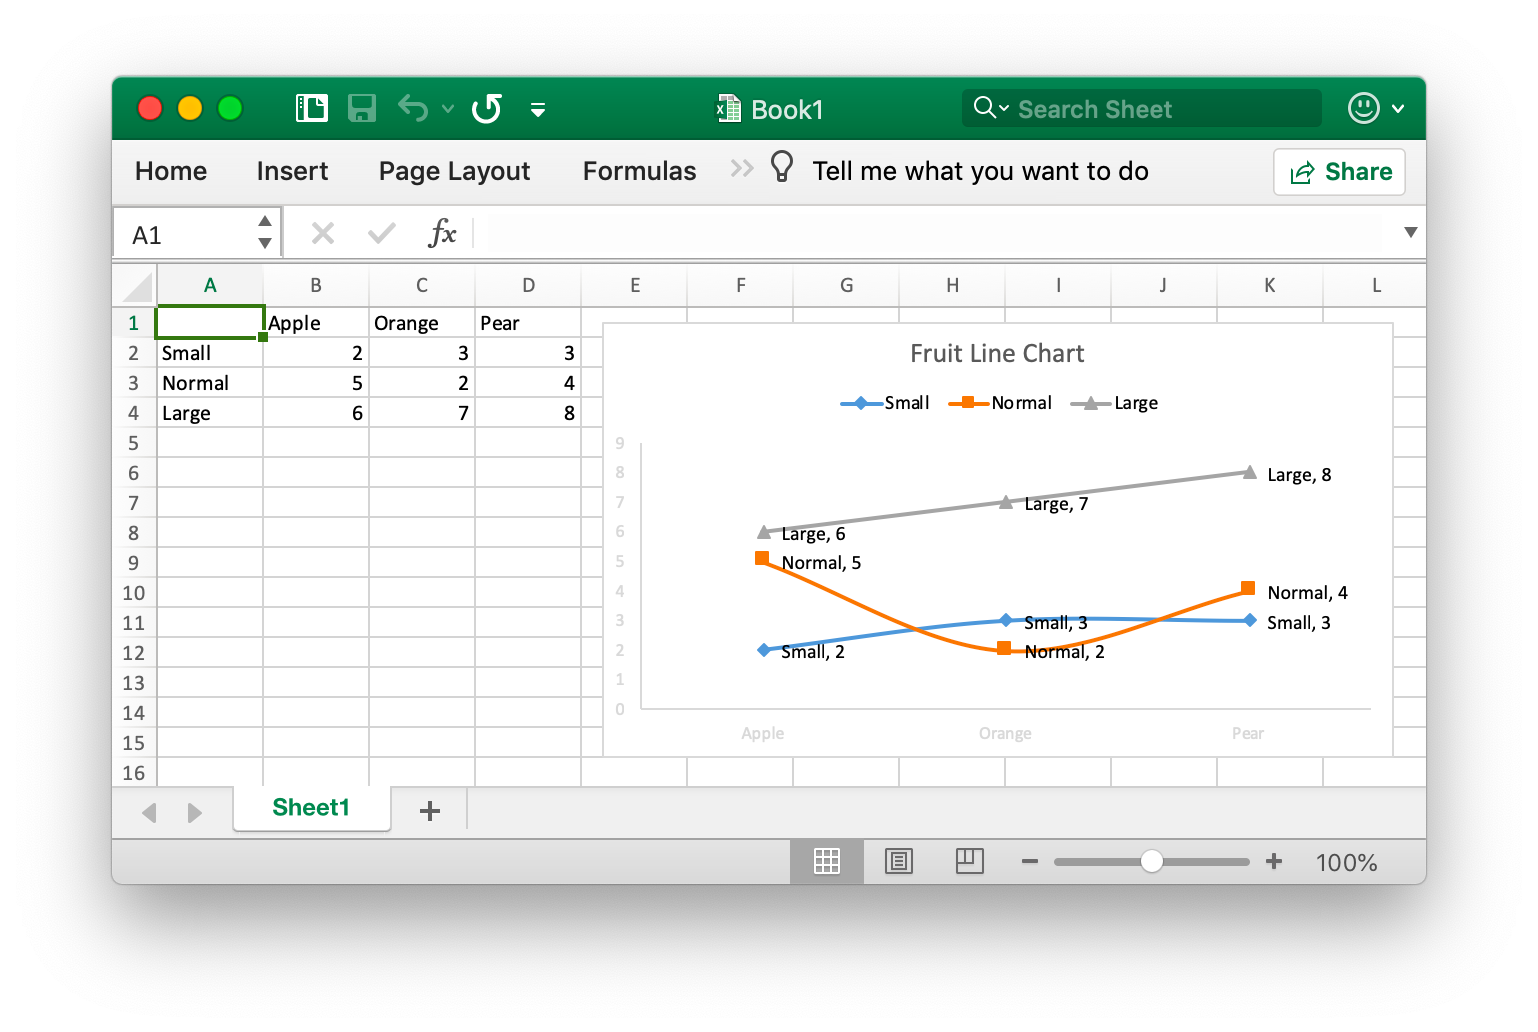 Book1
Search Sheet
Home Insert Page Layout Formulas Tell me what you want to do Share
A1 fx
A B C D E F G H I J K L
1 Apple Orange Pear
2 Small 2 3 3
3 Normal 5 2 4
4 Large 6 7 8
5
6
7
8
9
10
11
12
13
14
15
16
Fruit Line Chart
Small Normal Large
9
8
7
6
5
4
3
2
1
0
Large, 8
Large, 7
Large, 6
Normal, 5
Normal, 4
Small, 3
Small, 3
Small, 2
Normal, 2
Apple Orange Pear
Sheet1
100%